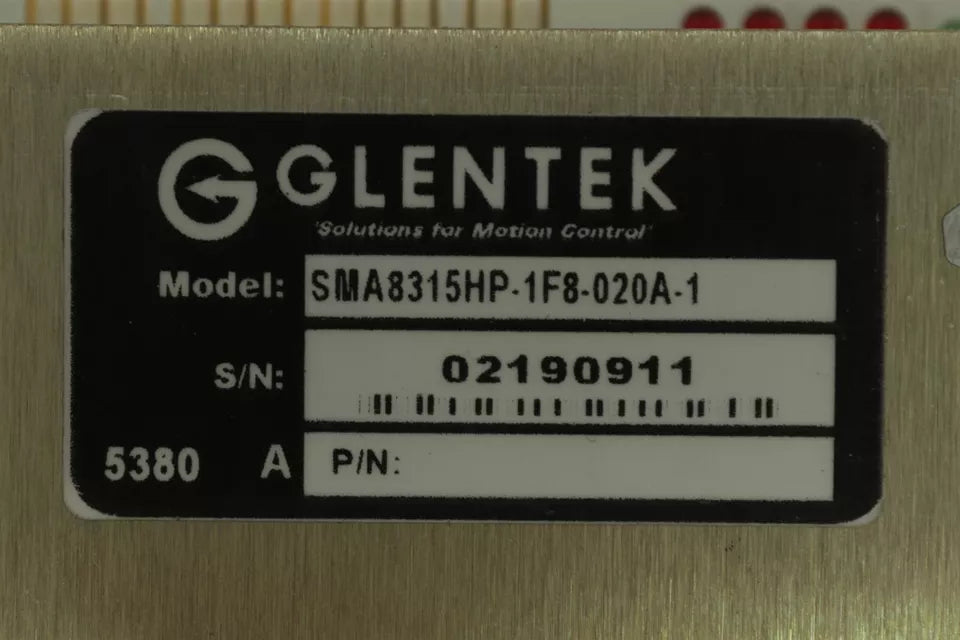 GLENTEK
'Solutions for Motion Control'
Model: SMA8315HP-1F8-020A-1
S/N: 02190911
5380 A P/N: